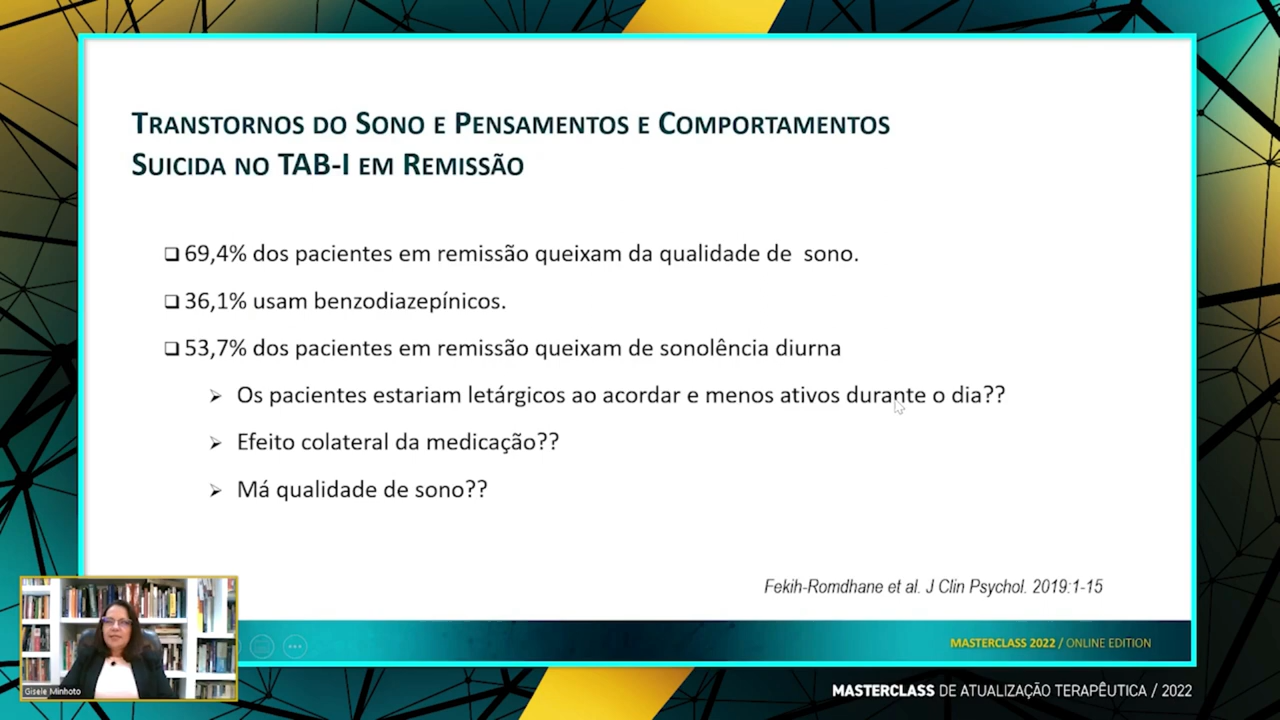 TRANSTORNOS DO SONO E PENSAMENTOS E COMPORTAMENTOS
SUICIDA NO TAB-I EM REMISSÃO
69,4% dos pacientes em remissão queixam da qualidade de sono.
36,1% usam benzodiazepínicos.
53,7% dos pacientes em remissão queixam de sonolência diurna
Os pacientes estariam letárgicos ao acordar e menos ativos durante o dia??
Efeito colateral da medicação??
Má qualidade de sono??
Fekih-Romdhane et al. J Clin Psychol. 2019:1-15
MASTERCLASS 2022 / ONLINE EDITION
Gisele Minhoto
MASTERCLASS DE ATUALIZAÇÃO TERAPÊUTICA / 2022